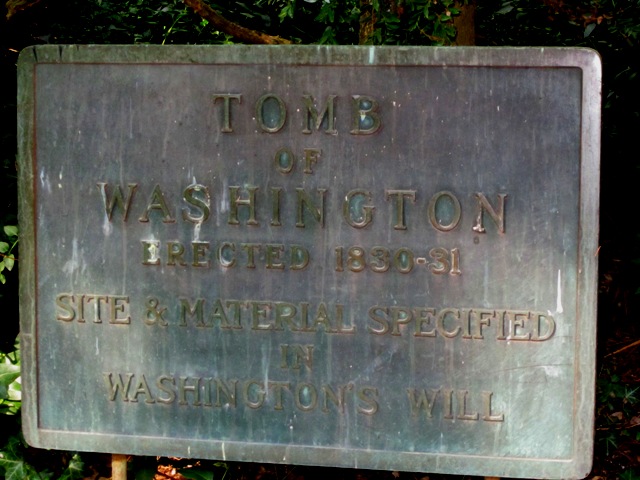 TOMB
OF
WASHINGTON
ERECTED 1830-31
SITE & MATERIAL SPECIFIED
IN
WASHINGTON'S WILL